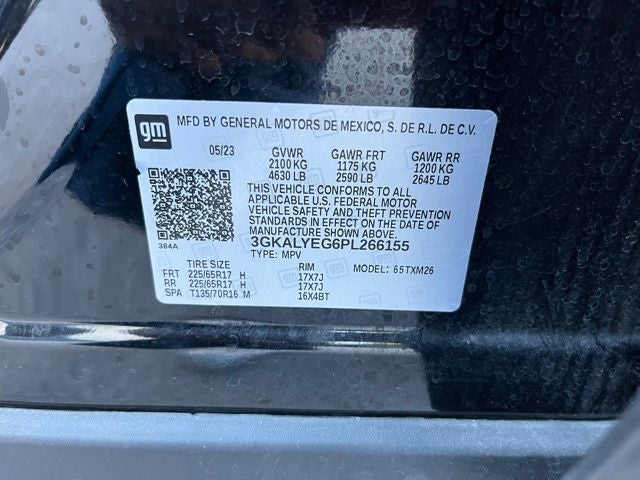 gm
MFD BY GENERAL MOTORS DE MEXICO, S. DE R.L. DE C.V.
05/23 GVWR GAWR FRT GAWR RR
2100 KG 1175 KG 1200 KG
4630 LB 2590 LB 2645 LB
THIS VEHICLE CONFORMS TO ALL
APPLICABLE U.S. FEDERAL MOTOR
VEHICLE SAFETY AND THEFT PREVENTION
STANDARDS IN EFFECT ON THE DATE OF
MANUFACTURE SHOWN ABOVE.
384A
3GKALYEG6PL266155
TYPE: MPV
TIRE SIZE RIM MODEL: 65TXM26
FRT 225/65R17 H 17X7J
RR 225/65R17 H 17X7J
SPA T135/70R16 M 16X4BT